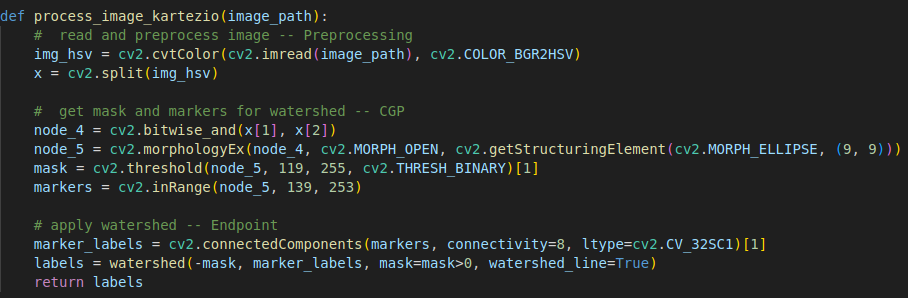 def process_image_kartezio(image_path):
    #  read and preprocess image -- Preprocessing
    img_hsv = cv2.cvtColor(cv2.imread(image_path), cv2.COLOR_BGR2HSV)
    x = cv2.split(img_hsv)

    #  get mask and markers for watershed -- CGP
    node_4 = cv2.bitwise_and(x[1], x[2])
    node_5 = cv2.morphologyEx(node_4, cv2.MORPH_OPEN, cv2.getStructuringElement(cv2.MORPH_ELLIPSE, (9, 9)))
    mask = cv2.threshold(node_5, 119, 255, cv2.THRESH_BINARY)[1]
    markers = cv2.inRange(node_5, 139, 253)

    # apply watershed -- Endpoint
    marker_labels = cv2.connectedComponents(markers, connectivity=8, ltype=cv2.CV_32SC1)[1]
    labels = watershed(-mask, marker_labels, mask=mask>0, watershed_line=True)
    return labels